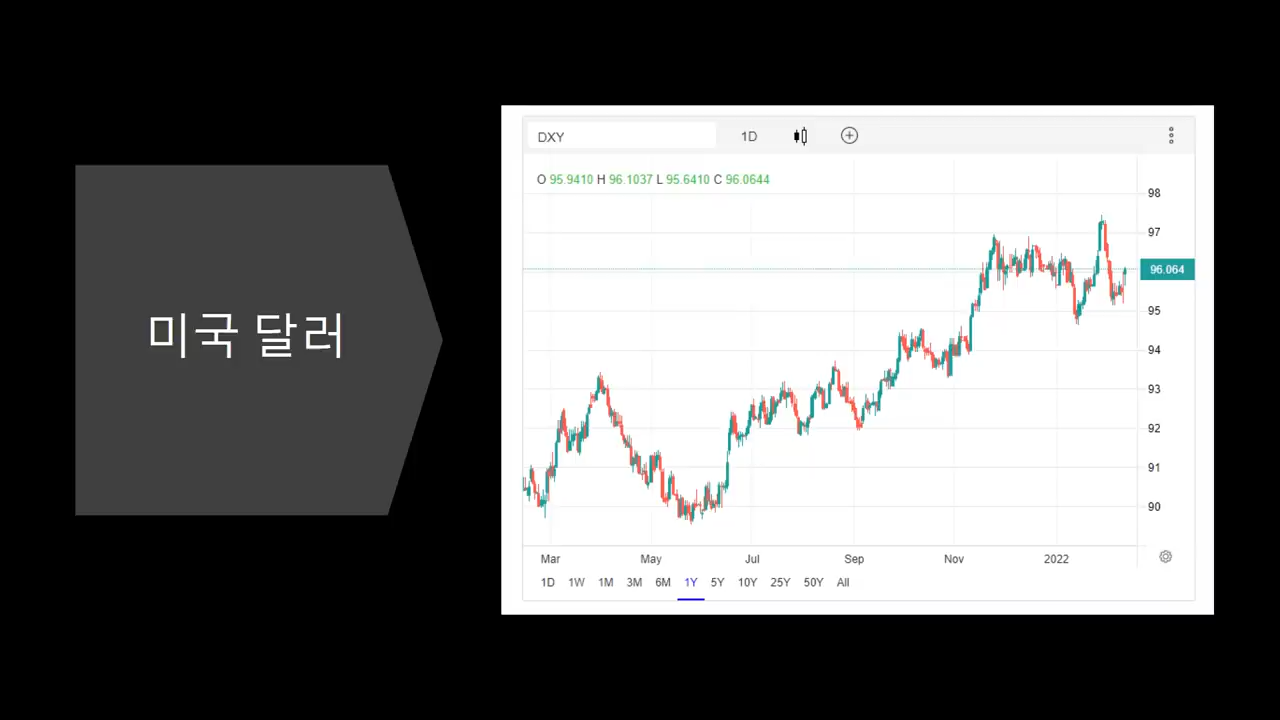 미국 달러
DXY 1D
O 95.9410 H 96.1037 L 95.6410 C 96.0644
98
97
96.064
95
94
93
92
91
90
Mar May Jul Sep Nov 2022
1D 1W 1M 3M 6M 1Y 5Y 10Y 25Y 50Y All